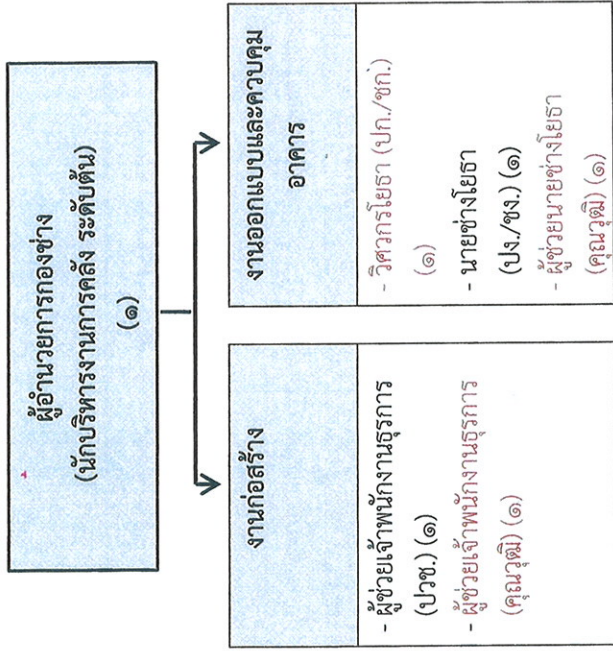 ผู้อำนวยการกองช่าง
(นักบริหารงานการคลัง ระดับต้น)
(๑)
งานก่อสร้าง
- ผู้ช่วยเจ้าพนักงานธุรการ
(ปวช.) (๑)
- ผู้ช่วยเจ้าพนักงานธุรการ
(คุณวุฒิ) (๑)
งานออกแบบและควบคุม
อาคาร
- วิศวกรโยธา (ปก./ชก.)
(๑)
- นายช่างโยธา
(ปง./ชง.) (๑)
- ผู้ช่วยนายช่างโยธา
(คุณวุฒิ) (๑)